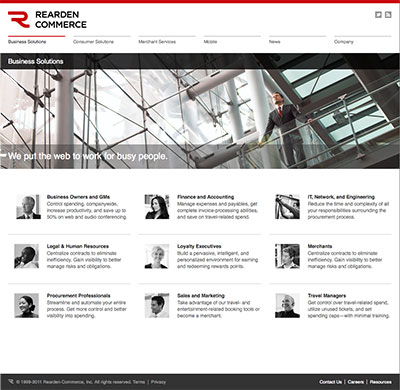 REARDEN
COMMERCE
Business Solutions Consumer Solutions Merchant Services Mobile News Company
Business Solutions
We put the web to work for busy people.
Business Owners and GMs
Control spending, companywide,
increase productivity, and save up to
50% on web and audio conferencing.
Finance and Accounting
Manage expenses and payables, get
complete invoice-processing abilities,
and save on travel-related spend.
IT, Network, and Engineering
Reduce the time and complexity of all
your responsibilities surrounding the
procurement process.
Legal & Human Resources
Centralize contracts to eliminate
inefficiency. Gain visibility to better
manage risks and obligations.
Loyalty Executives
Build a pervasive, intelligent, and
personalized environment for earning
and redeeming rewards points.
Merchants
Centralize contracts to eliminate
inefficiency. Gain visibility to better
manage risks and obligations.
Procurement Professionals
Streamline and automate your entire
process. Get more control and better
visibility into spending.
Sales and Marketing
Take advantage of our travel- and
entertainment-related booking tools or
become a merchant.
Travel Managers
Get control over travel-related spend,
utilize unused tickets, and set
spending caps—with minimal training.
© 1999-2011 Rearden Commerce, Inc. All rights reserved. Terms | Privacy
Contact Us | Careers | Resources